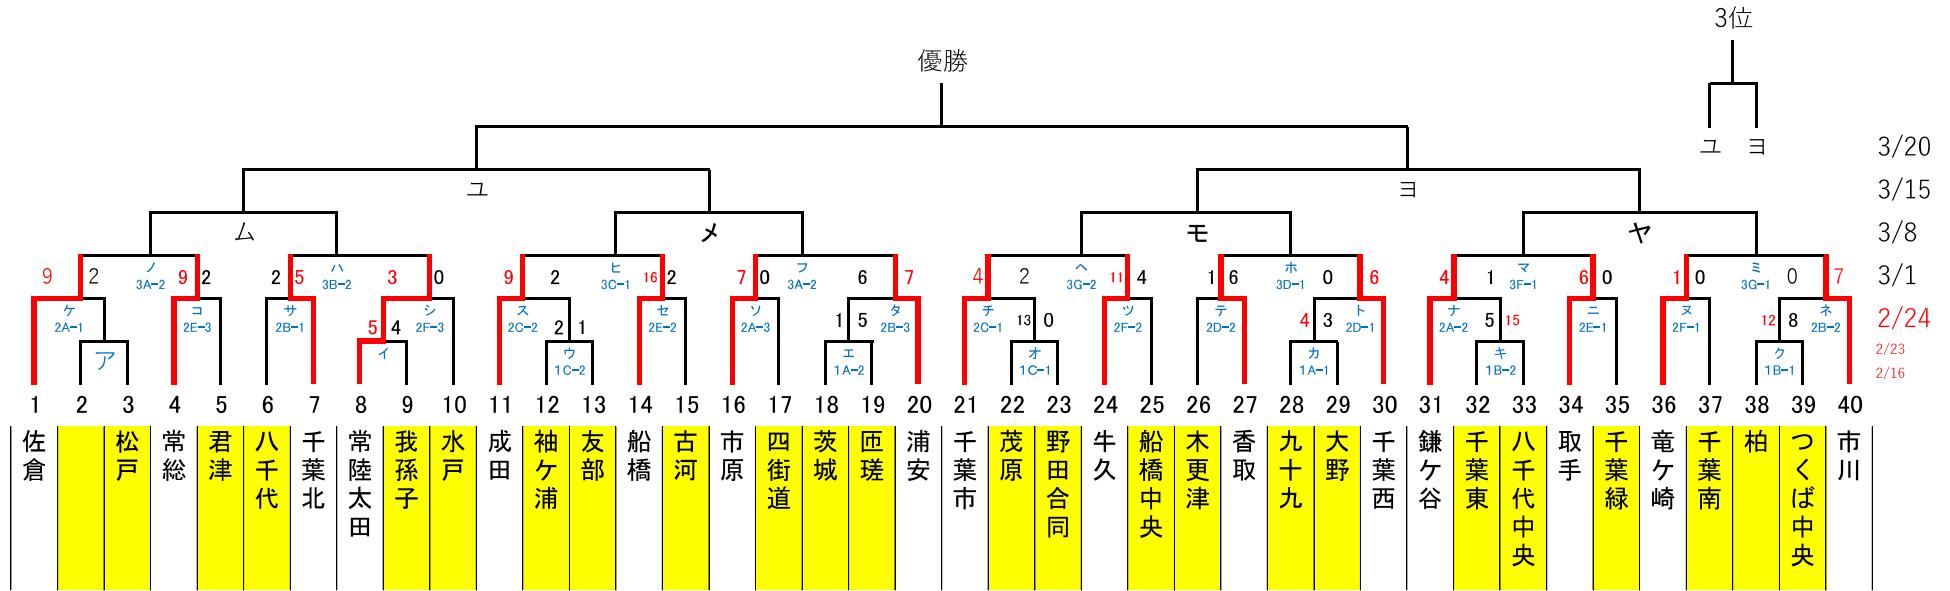 3位
優勝
ユ ヨ
3/20
ユ ヨ
3/15
ム メ モ ヤ
3/8
9 2 ノ 9 2 2 5 ハ 3 0 9 2 ヒ 16 2 7 0 フ 6 7 4 2 ヘ 11 4 1 6 ホ 0 6 4 1 マ 6 0 1 0 ミ 0 7
3A-2 3B-2 3C-1 3A-2 3G-2 3D-1 3F-1 3G-1
3/1
ケ コ サ シ ス セ ソ タ チ ツ テ ト ナ ニ ヌ ネ
2A-1 2E-3 2B-1 5 4 2F-3 2C-2 2 1 2E-2 2A-3 1 5 2B-3 2C-1 13 0 2F-2 2D-2 4 3 2D-1 2A-2 5 15 2E-1 2F-1 12 8 2B-2
2/24
ア イ ウ エ オ カ キ ク
2/23
1C-2 1A-2 1C-1 1A-1 1B-2 1B-1
2/16
1 2 3 4 5 6 7 8 9 10 11 12 13 14 15 16 17 18 19 20 21 22 23 24 25 26 27 28 29 30 31 32 33 34 35 36 37 38 39 40
佐倉
松戸
常総
君津
八千代
千葉北
常陸太田
我孫子
水戸
成田
袖ケ浦
友部
船橋
古河
市原
四街道
茨城
匝瑳
浦安
千葉市
茂原
野田合同
牛久
船橋中央
木更津
香取
九十九
大野
千葉西
鎌ケ谷
千葉東
八千代中央
取手
千葉緑
竜ケ崎
千葉南
柏
つくば中央
市川